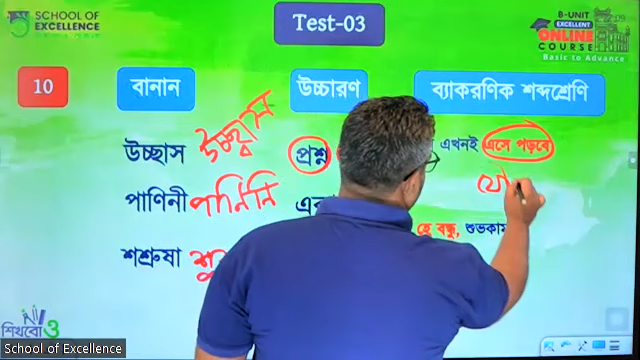 SCHOOL OF
EXCELLENCE
Test-03
B-UNIT
EXCELLENT
ONLINE
COURSE
Basic to Advance
10
বানান
উচ্চারণ
ব্যাকরণিক শব্দশ্রেণি
উচ্ছাস উচ্ছ্বাস প্রশ্ন এখনই এসে পড়বে
পাণিনী পানিনি
শশ্রুষা হে বন্ধু,
শিখবো ও
School of Excellence